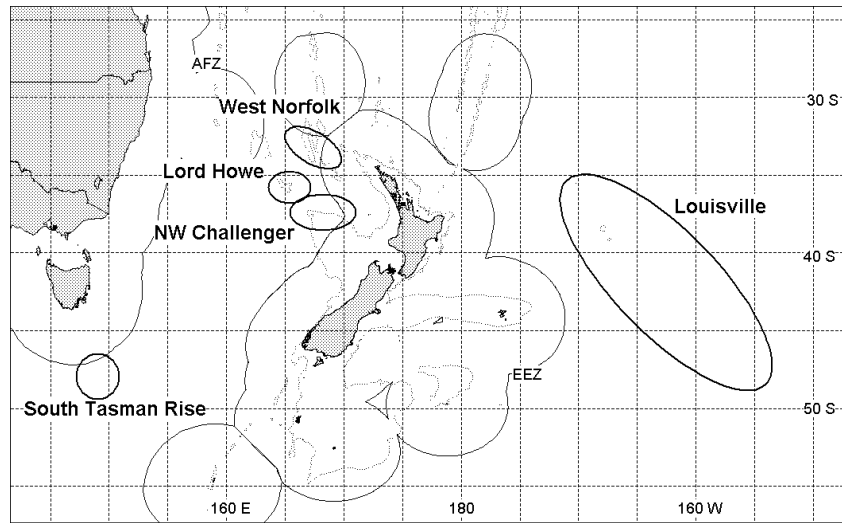 AFZ
West Norfolk
30 S
Lord Howe
Louisville
NW Challenger
40 S
EEZ
South Tasman Rise
50 S
160 E
180
160 W